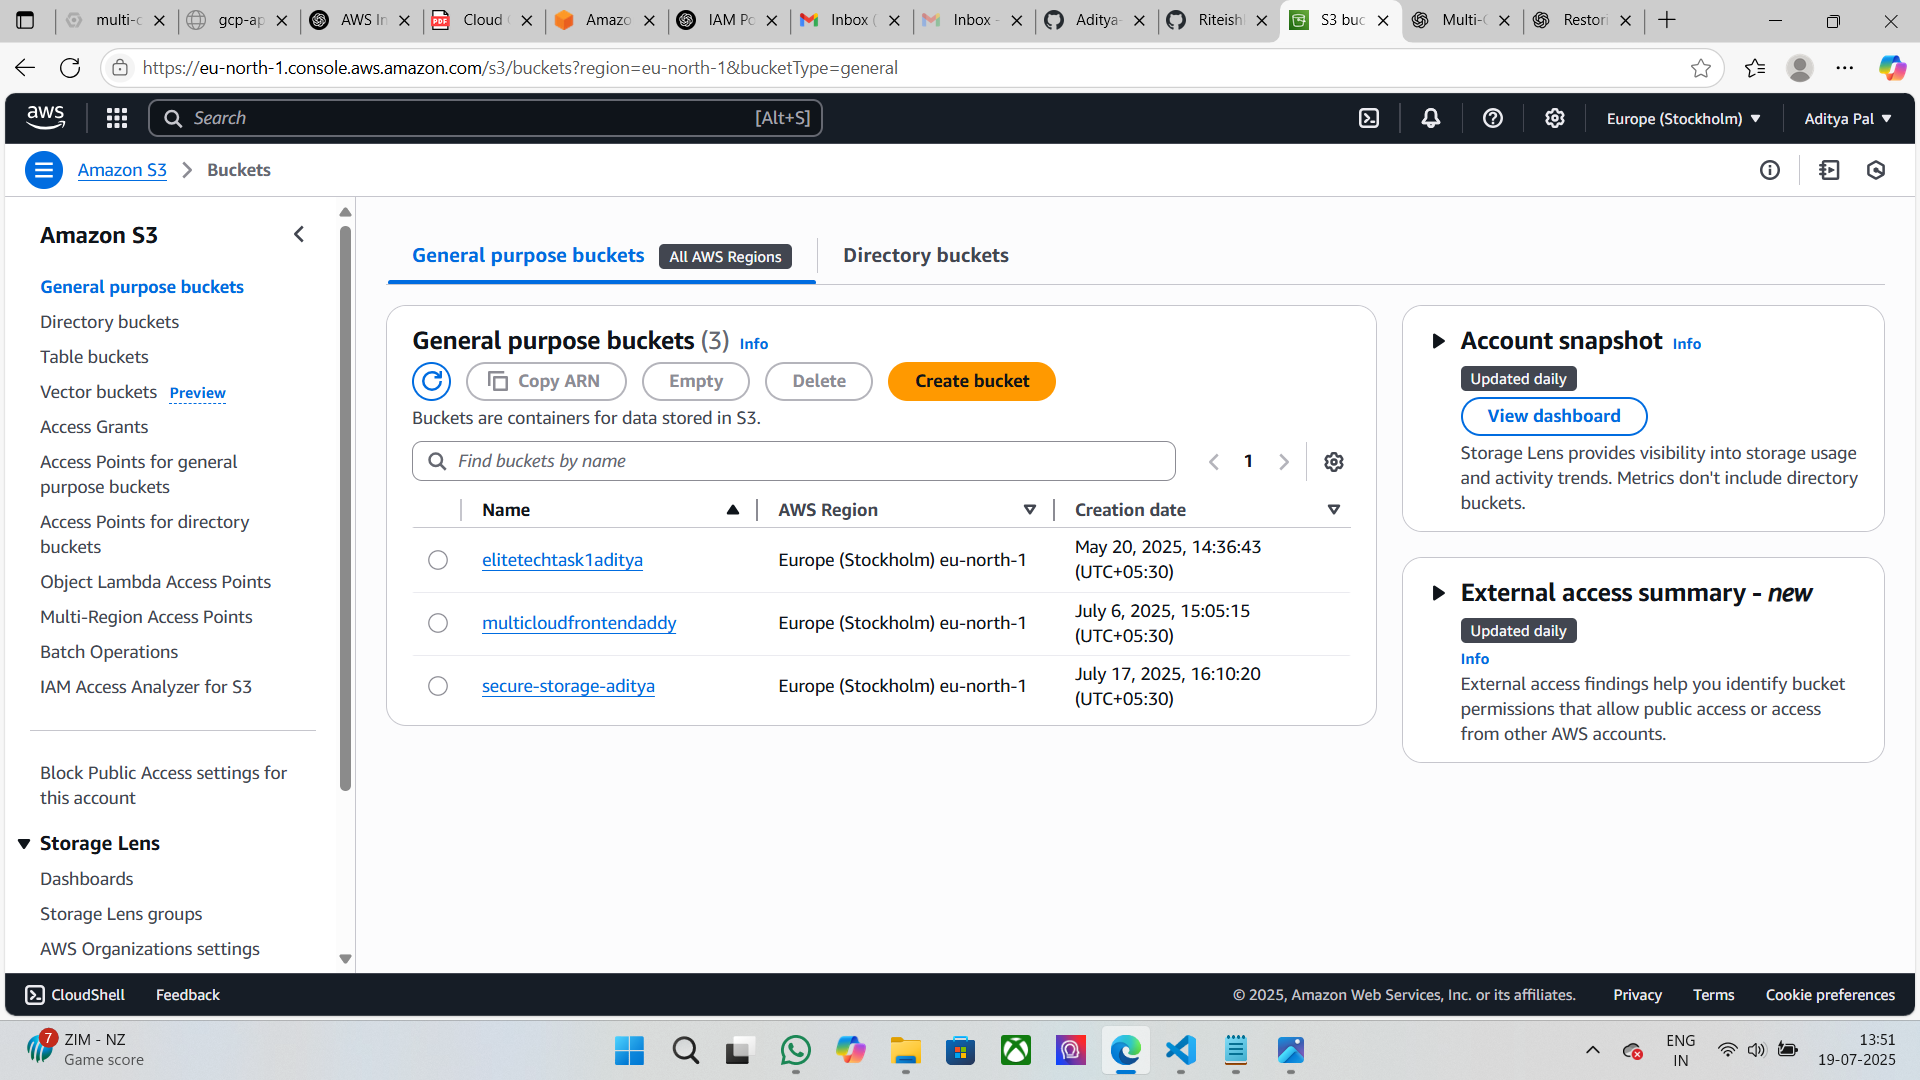 multi-c
gcp-ap
AWS In
Cloud
Amazo
IAM Po
Inbox (
Inbox -
Aditya-
Riteish
S3 buc
Multi-
Restori
https://eu-north-1.console.aws.amazon.com/s3/buckets?region=eu-north-1&bucketType=general
aws
Search
[Alt+S]
Europe (Stockholm)
Aditya Pal
Amazon S3
Buckets
Amazon S3
General purpose buckets
Directory buckets
Table buckets
Vector buckets Preview
Access Grants
Access Points for general
purpose buckets
Access Points for directory
buckets
Object Lambda Access Points
Multi-Region Access Points
Batch Operations
IAM Access Analyzer for S3
Block Public Access settings for
this account
Storage Lens
Dashboards
Storage Lens groups
AWS Organizations settings
General purpose buckets All AWS Regions
Directory buckets
General purpose buckets (3) Info
Copy ARN
Empty
Delete
Create bucket
Buckets are containers for data stored in S3.
Find buckets by name
1
Name
AWS Region
Creation date
elitetechtask1aditya
Europe (Stockholm) eu-north-1
May 20, 2025, 14:36:43
(UTC+05:30)
multicloudfrontendaddy
Europe (Stockholm) eu-north-1
July 6, 2025, 15:05:15
(UTC+05:30)
secure-storage-aditya
Europe (Stockholm) eu-north-1
July 17, 2025, 16:10:20
(UTC+05:30)
Account snapshot Info
Updated daily
View dashboard
Storage Lens provides visibility into storage usage
and activity trends. Metrics don't include directory
buckets.
External access summary - new
Updated daily
Info
External access findings help you identify bucket
permissions that allow public access or access
from other AWS accounts.
CloudShell
Feedback
© 2025, Amazon Web Services, Inc. or its affiliates.
Privacy
Terms
Cookie preferences
7
ZIM - NZ
Game score
ENG
IN
13:51
19-07-2025